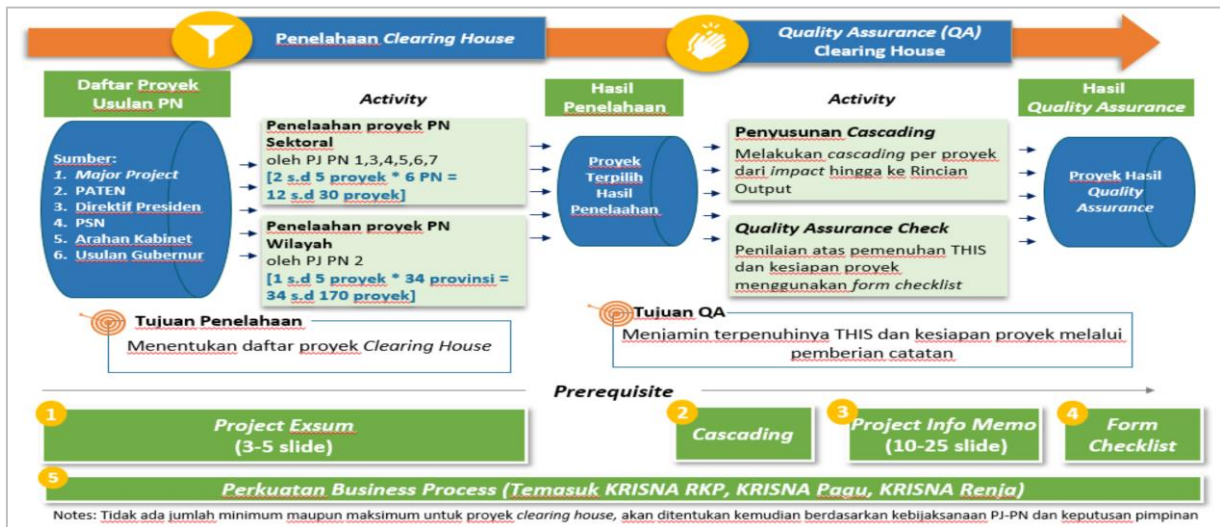 Penelahaan Clearing House
Quality Assurance (QA)
Clearing House
Daftar Proyek
Usulan PN
Activity
Hasil
Penelahaan
Activity
Hasil
Quality Assurance
Sumber:
1. Major Project
2. PATEN
3. Direktif Presiden
4. PSN
5. Arahan Kabinet
6. Usulan Gubernur
Penelaahan proyek PN
Sektoral
oleh PJ PN 1,3,4,5,6,7
[2 s.d 5 proyek * 6 PN =
12 s.d 30 proyek]
Penelaahan proyek PN
Wilayah
oleh PJ PN 2
[1 s.d 5 proyek * 34 provinsi =
34 s.d 170 proyek]
Proyek
Terpilih
Hasil
Penelaahan
Penyusunan Cascading
Melakukan cascading per proyek
dari impact hingga ke Rincian
Output
Quality Assurance Check
Penilaian atas pemenuhan THIS
dan kesiapan proyek
menggunakan form checklist
Proyek Hasil
Quality
Assurance
Tujuan Penelahaan
Menentukan daftar proyek Clearing House
Tujuan QA
Menjamin terpenuhinya THIS dan kesiapan proyek melalui
pemberian catatan
Prerequisite
1
Project Exsum
(3-5 slide)
2
Cascading
3
Project Info Memo
(10-25 slide)
4
Form
Checklist
5
Perkuatan Business Process (Temasuk KRISNA RKP, KRISNA Pagu, KRISNA Renja)
Notes: Tidak ada jumlah minimum maupun maksimum untuk proyek clearing house, akan ditentukan kemudian berdasarkan kebijaksanaan PJ-PN dan keputusan pimpinan